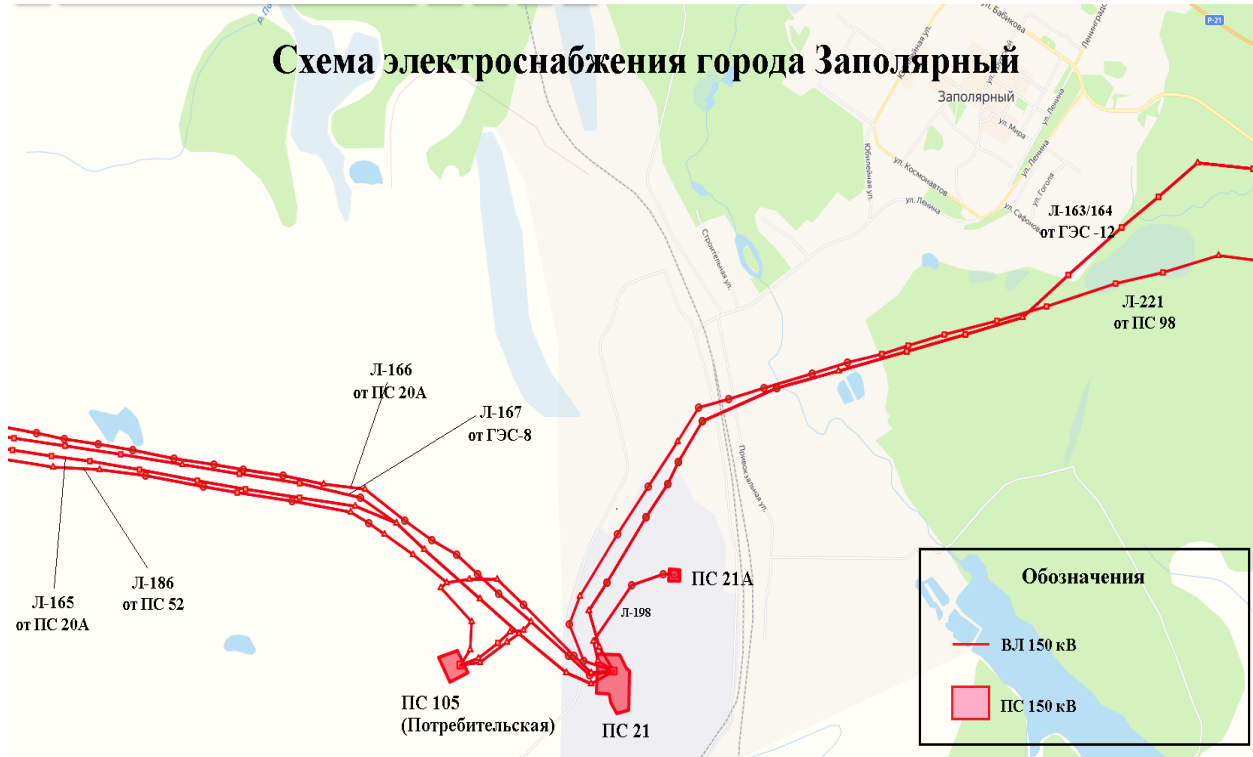 Схема электроснабжения города Заполярный
ул. Бабикова
Р-21
Заполярный
ул. Мира
ул. Ленина
ул. Гоголя
Юбилейная ул.
ул. Космонавтов
ул. Ленина
ул. Сафонова
Строительная ул.
Л-163/164
от ГЭС -12
Л-221
от ПС 98
Л-166
от ПС 20А
Л-167
от ГЭС-8
Привокзальная ул.
Л-186
от ПС 52
Л-165
от ПС 20А
ПС 21А
Л-198
ПС 105
(Потребительская)
ПС 21
Обозначения
ВЛ 150 кВ
ПС 150 кВ